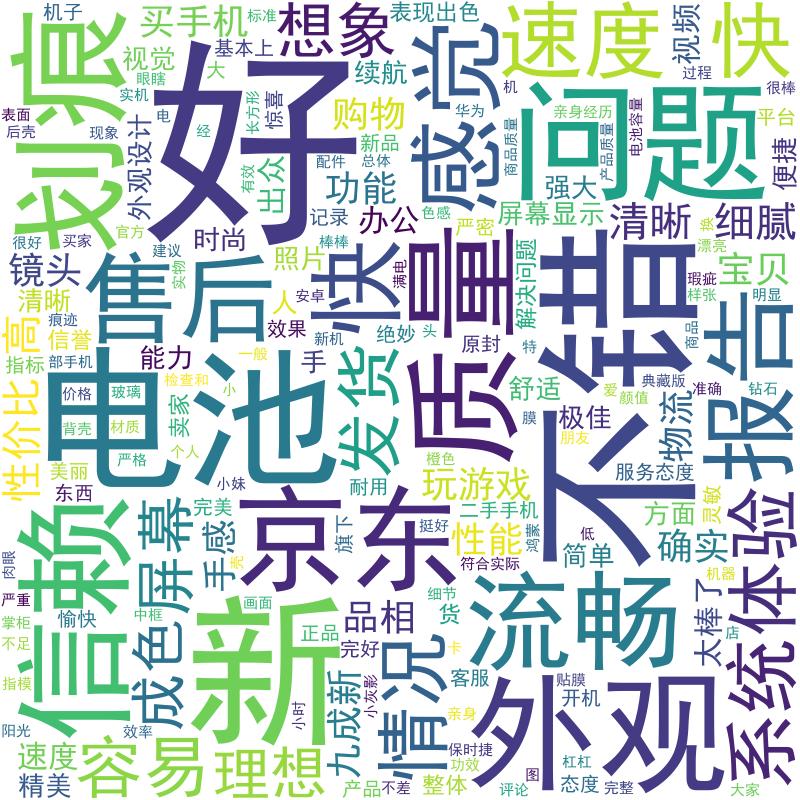 机子
买手机
标准
想象
表现出色
速度
快
视频
划痕
视觉
基本上
眼瞎
大
续航
感觉
过程
很棒
表面
后壳
实机
现象
电
经
好
长方形
惊喜
购物
华为
机
问题
亲身经历
电池容量
平台
外观设计
新品
商品质量
产品质量
便捷
有效
出众
配件
总体
功能
强大
很好
买家
官方
时尚
建议
记录
办公
色感
严密
屏幕显示
清晰
换
细腻
漂亮
镜头
实物
棒棒
照片
快
满电
量
解决问题
不错
瑕疵
样张
宝贝
明显
清晰
痕迹
售后
人
安卓
效果
新机
绝妙
头
原封
特
商品
报告
高
信誉
指标
部手机
能力
一般
手
性价比
价格
玻璃
检查和
小
电池
发货
质
舒适
爱
颜值
典藏版
准确
钻石
背壳
材质
卖家
极佳
膜
朋友
物流
严格
个人
美丽
橙色
服务态度
东西
小妹
耐用
玩游戏
灵敏
信赖
屏幕
完美
手感
京东
旗下
挺好
二手手机
性能
鸿蒙
低
方面
体验
肉眼
壳
符合实际
简单
确实
机器
严重
愉快
中框
画面
品相
细节
货
流畅
掌柜
不足
成色
新
正品
完好
太棒了
店
指模
九成新
小灰影
情况
卡
客服
贴膜
系统
阳光
效率
小时
亲身
开机
外观
速度
容易
理想
保时捷
功效
杠杠
精美
产品
不差
整体
评论
图
态度
完整
大家